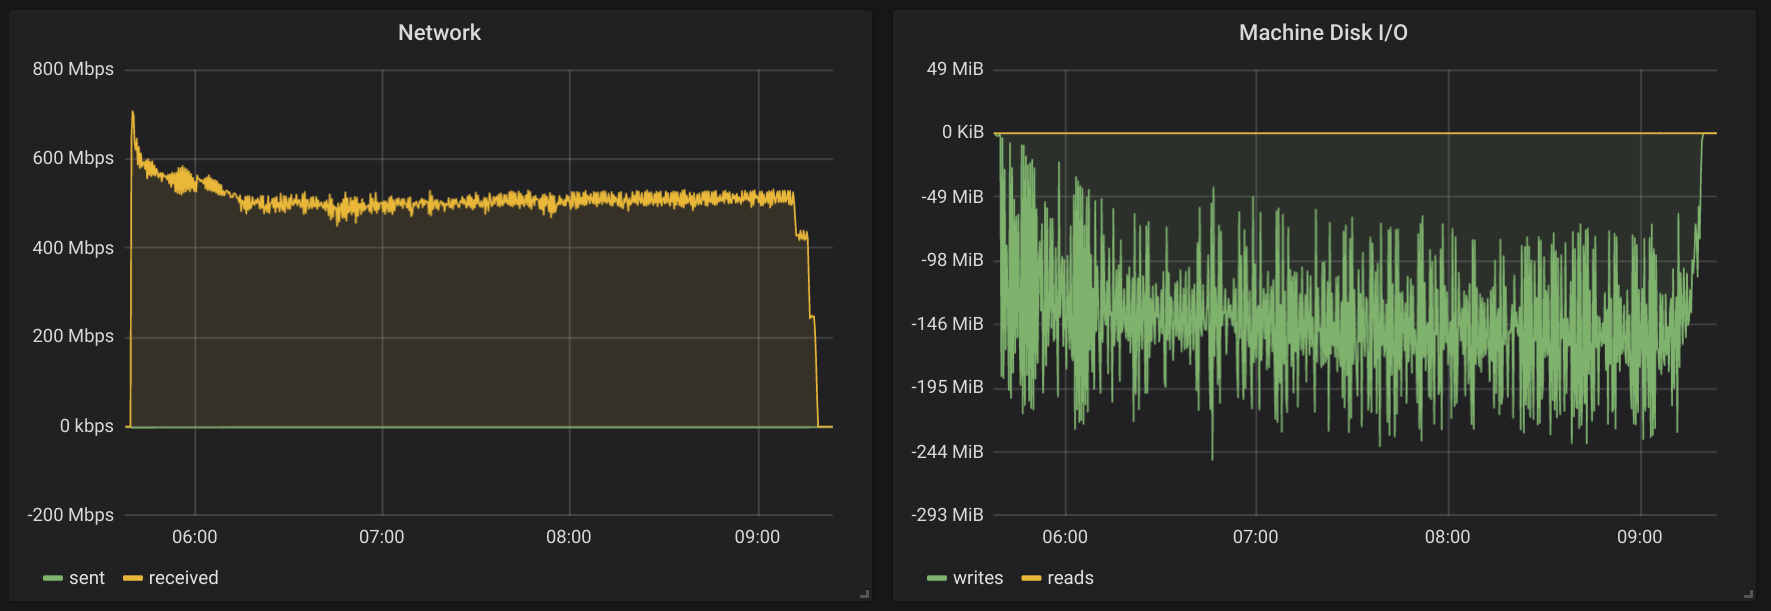 Network
800 Mbps
600 Mbps
400 Mbps
200 Mbps
0 kbps
-200 Mbps
06:00 07:00 08:00 09:00
sent received
Machine Disk I/O
49 MiB
0 KiB
-49 MiB
-98 MiB
-146 MiB
-195 MiB
-244 MiB
-293 MiB
06:00 07:00 08:00 09:00
writes reads